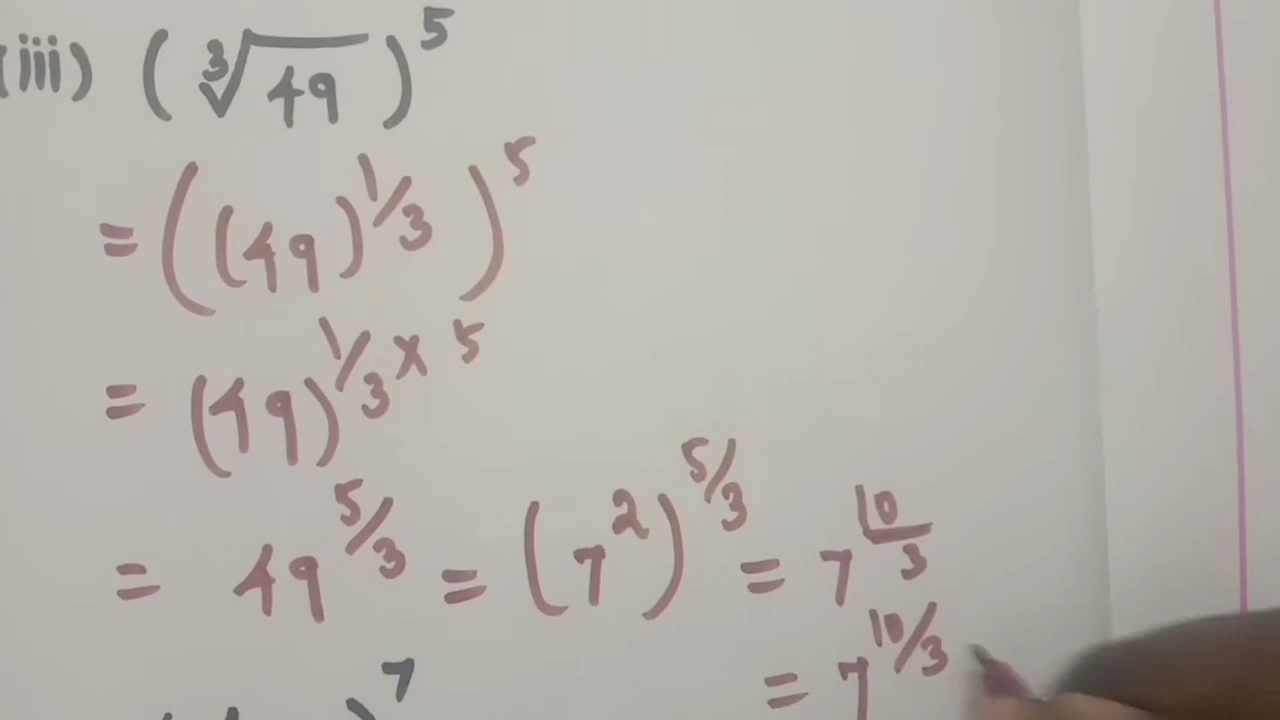 (iii) (∛49)⁵
= ((49)^1/3)^5
= (49)^1/3 × 5
= 49^5/3 = (7²)^5/3 = 7^10/3
= 7^10/3
7